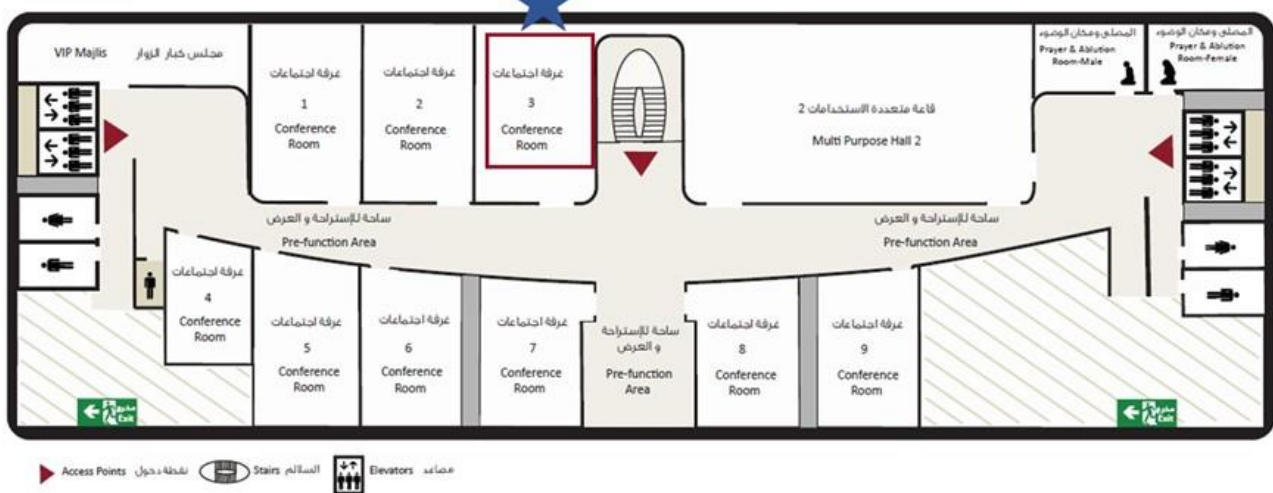 VIP Majlis مجلس كبار الزوار
غرفة اجتماعات
1
Conference
Room
غرفة اجتماعات
2
Conference
Room
غرفة اجتماعات
3
Conference
Room
قاعة متعددة الاستخدامات 2
Multi Purpose Hall 2
المصلى ومكان الوضوء
Prayer & Ablution
Room-Male
المصلى ومكان الوضوء
Prayer & Ablution
Room-Female
ساحة للإستراحة و العرض
Pre-function Area
ساحة للإستراحة و العرض
Pre-function Area
غرفة اجتماعات
4
Conference
Room
غرفة اجتماعات
5
Conference
Room
غرفة اجتماعات
6
Conference
Room
غرفة اجتماعات
7
Conference
Room
ساحة للإستراحة
و العرض
Pre-function
Area
غرفة اجتماعات
8
Conference
Room
غرفة اجتماعات
9
Conference
Room
مخرج
Exit
مخرج
Exit
Access Points نقطة دخول Stairs السلالم Elevators مصاعد